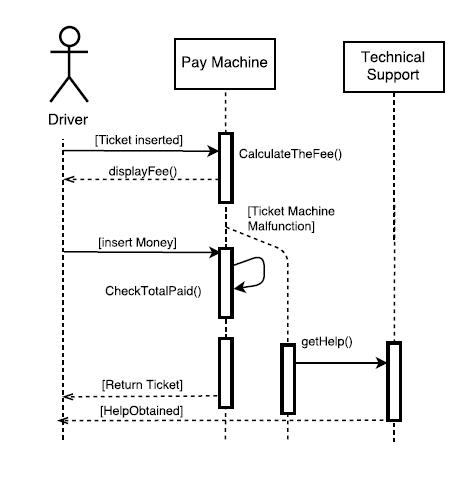 Pay Machine
Technical
Support
Driver
[Ticket inserted]
CalculateTheFee()
displayFee()
[Ticket Machine
Malfunction]
[insert Money]
CheckTotalPaid()
getHelp()
[Return Ticket]
[HelpObtained]